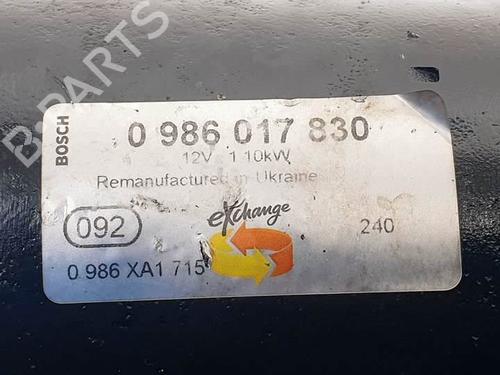 B-PARTS
BOSCH
0 986 017 830
12V 1 10kW
Remanufactured in Ukraine
092
exchange
240
0 986 XA1 715